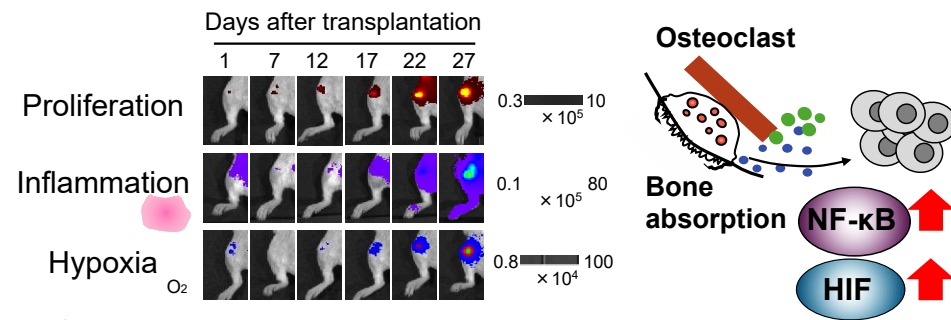 Days after transplantation
1 7 12 17 22 27
Proliferation
0.3 10
× 10⁵
Inflammation
0.1 80
× 10⁵
Hypoxia
O₂
0.8 100
× 10⁴
Osteoclast
Bone
absorption
NF-κB
HIF